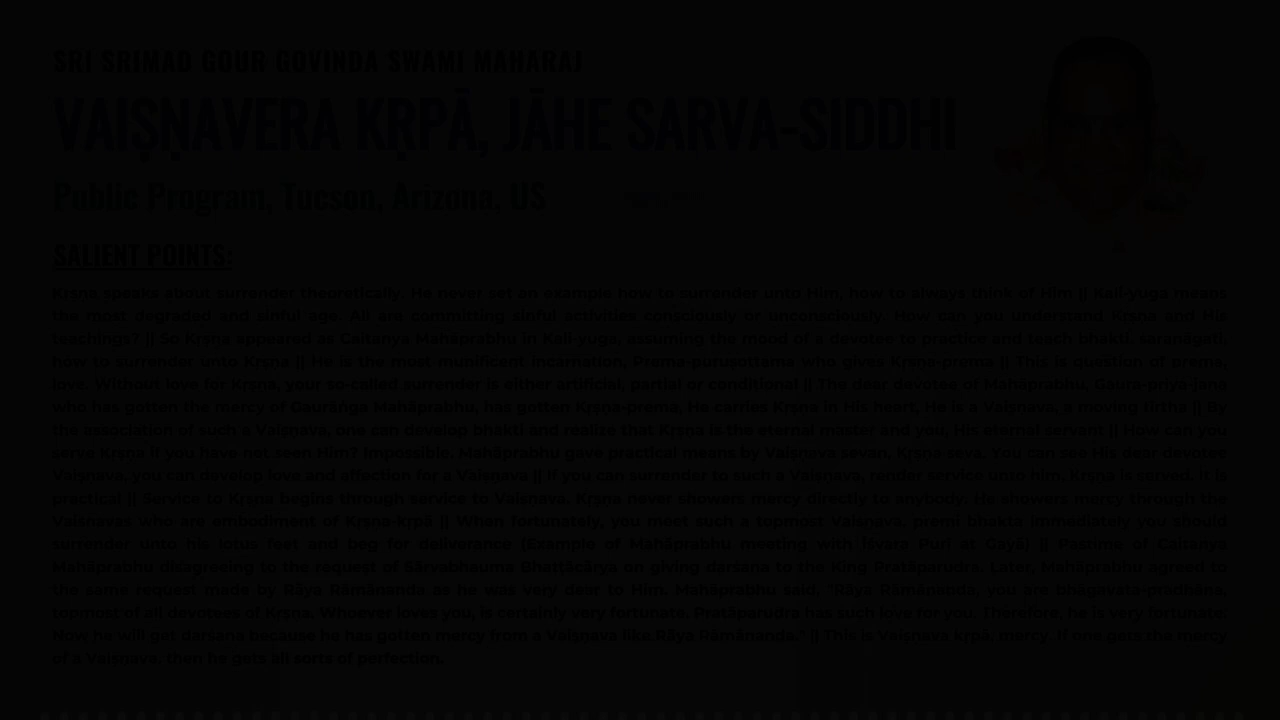 SRI SRIMAD GOUR GOVINDA SWAMI MAHARAJ
VAIṢṆAVERA KṚPĀ, JĀHE SARVA-SIDDHI
Public Program, Tucson, Arizona, US
SALIENT POINTS:
Kṛṣṇa speaks about surrender theoretically. He never set an example how to surrender unto Him, how to always think of Him || Kali-yuga means
the most degraded and sinful age. All are committing sinful activities consciously or unconsciously. How can you understand Kṛṣṇa and His
teachings? || So Kṛṣṇa appeared as Caitanya Mahāprabhu in Kali-yuga, assuming the mood of a devotee to practice and teach bhakti, śaraṇāgati,
how to surrender unto Kṛṣṇa || He is the most munificent incarnation, Prema-puruṣottama who gives Kṛṣṇa-prema || This is question of prema,
love. Without love for Kṛṣṇa, your so-called surrender is either artificial, partial or conditional || The dear devotee of Mahāprabhu, Gaura-priya-jana
who has gotten the mercy of Gaurāṅga Mahāprabhu, has gotten Kṛṣṇa-prema, He carries Kṛṣṇa in His heart, He is a Vaiṣṇava, a moving tīrtha || By
the association of such a Vaiṣṇava, one can develop bhakti and realize that Kṛṣṇa is the eternal master and you, His eternal servant || How can you
serve Kṛṣṇa if you have not seen Him? Impossible. Mahāprabhu gave practical means by Vaiṣṇava sevan, Kṛṣṇa seva. You can see His dear devotee
Vaiṣṇava, you can develop love and affection for a Vaiṣṇava || If you can surrender to such a Vaiṣṇava, render service unto him, Kṛṣṇa is served. It is
practical || Service to Kṛṣṇa begins through service to Vaiṣṇava. Kṛṣṇa never showers mercy directly to anybody. He showers mercy through the
Vaiṣṇavas who are embodiment of Kṛṣṇa-kṛpā || When fortunately, you meet such a topmost Vaiṣṇava, premi bhakta immediately you should
surrender unto his lotus feet and beg for deliverance (Example of Mahāprabhu meeting with Īśvara Puri at Gayā) || Pastime of Caitanya
Mahāprabhu disagreeing to the request of Sārvabhauma Bhaṭṭācārya on giving darśana to the King Pratāparudra. Later, Mahāprabhu agreed to
the same request made by Rāya Rāmānanda as he was very dear to Him. Mahāprabhu said, "Rāya Rāmānanda, you are bhāgavata-pradhāna,
topmost of all devotees of Kṛṣṇa. Whoever loves you, is certainly very fortunate. Pratāparudra has such love for you. Therefore, he is very fortunate.
Now he will get darśana because he has gotten mercy from a Vaiṣṇava like Rāya Rāmānanda." || This is Vaiṣṇava kṛpā, mercy. If one gets the mercy
of a Vaiṣṇava, then he gets all sorts of perfection.